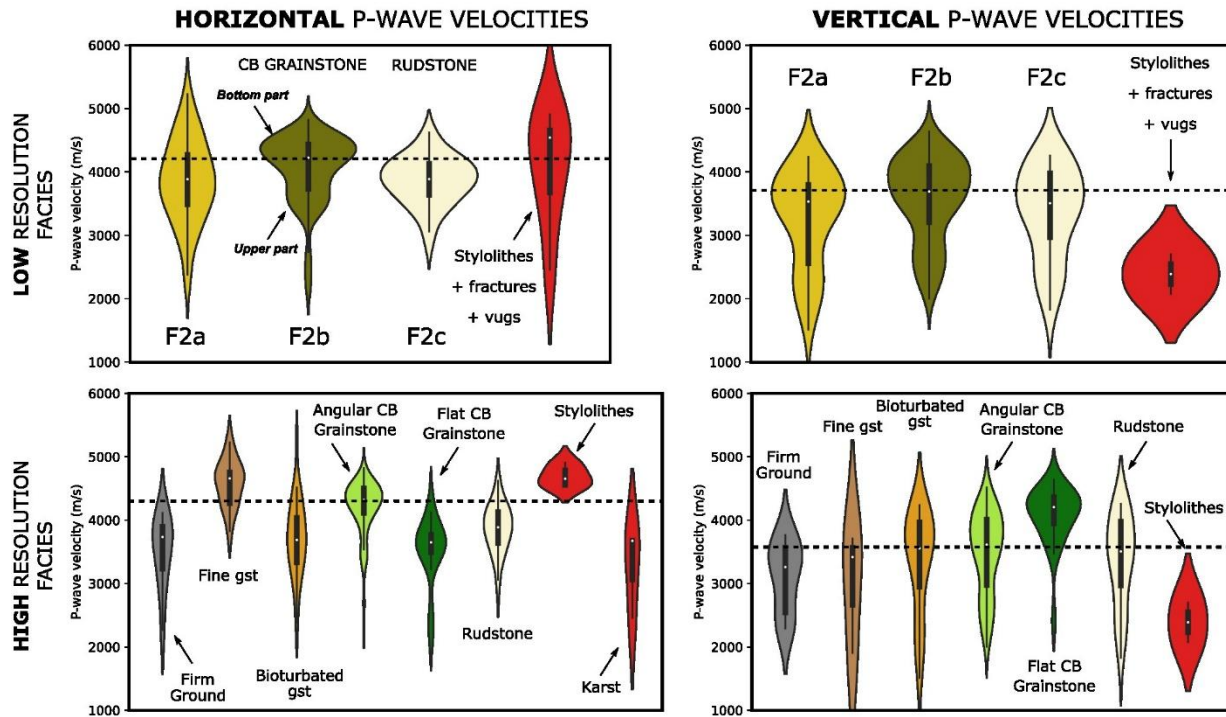 HORIZONTAL P-WAVE VELOCITIES
VERTICAL P-WAVE VELOCITIES
LOW RESOLUTION
FACIES
P-wave velocity (m/s)
6000
5000
4000
3000
2000
1000
CB GRAINSTONE
RUDSTONE
Bottom part
Upper part
Stylolithes
+ fractures
+ vugs
F2a
F2b
F2c
P-wave velocity (m/s)
6000
5000
4000
3000
2000
1000
F2a
F2b
F2c
Stylolithes
+ fractures
+ vugs
HIGH RESOLUTION
FACIES
P-wave velocity (m/s)
6000
5000
4000
3000
2000
1000
Angular CB
Grainstone
Flat CB
Grainstone
Stylolithes
Fine gst
Rudstone
Firm
Ground
Bioturbated
gst
Karst
P-wave velocity (m/s)
6000
5000
4000
3000
2000
1000
Firm
Ground
Fine gst
Bioturbated
gst
Angular CB
Grainstone
Rudstone
Stylolithes
Flat CB
Grainstone